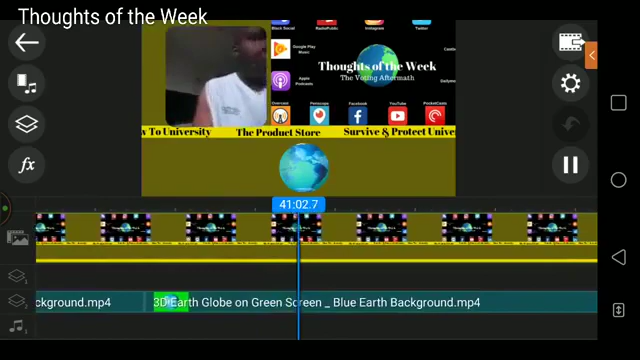 Thoughts of the Week
Black Social
RadioPublic
Instagram
Twitter
Google Play Music
Thoughts of the Week
The Voting Aftermath
Apple Podcasts
Overcast
Periscope
Facebook
YouTube
PocketCasts
w To University
The Product Store
Survive & Protect Univer
fx
41:02.7
ckground.mp4
3D Earth Globe on Green Screen _ Blue Earth Background.mp4